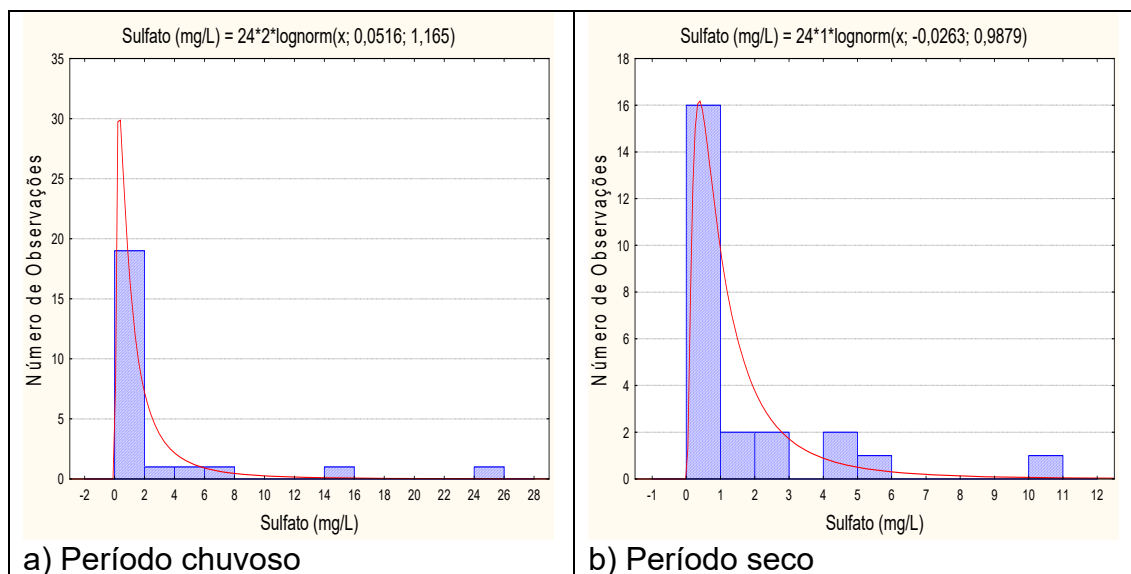 Sulfato (mg/L) = 24*2*lognorm(x; 0,0516; 1,165)
35
30
25
20
15
10
5
0
Número de Observações
-2 0 2 4 6 8 10 12 14 16 18 20 22 24 26 28
Sulfato (mg/L)
a) Período chuvoso
Sulfato (mg/L) = 24*1*lognorm(x; -0,0263; 0,9879)
18
16
14
12
10
8
6
4
2
0
Número de Observações
-1 0 1 2 3 4 5 6 7 8 9 10 11 12
Sulfato (mg/L)
b) Período seco